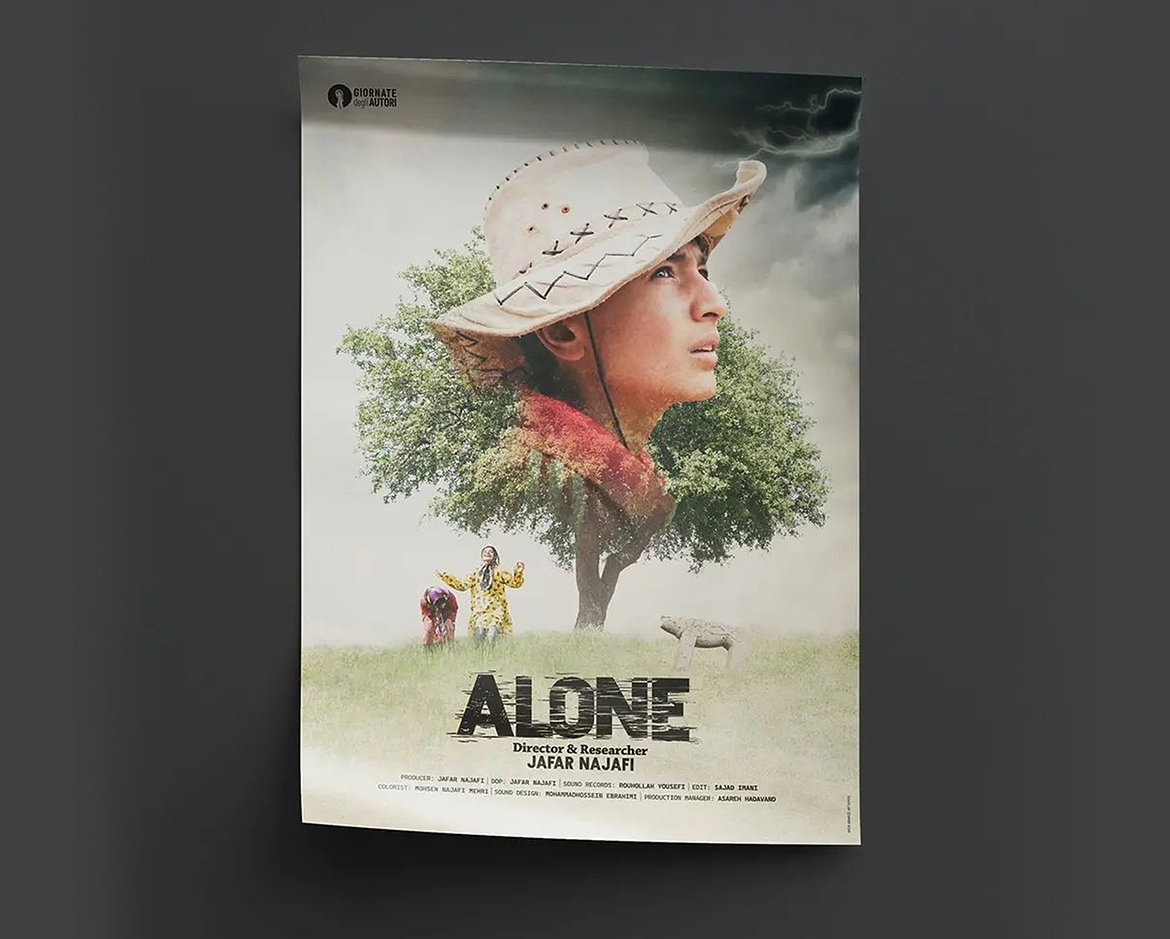 GIORNATE
degli AUTORI
ALONE
Director & Researcher
JAFAR NAJAFI
PRODUCER: JAFAR NAJAFI | DOP: JAFAR NAJAFI | SOUND RECORDS: ROUHOLLAH YOUSEFI | EDIT: SAJAD IMANI
COLORIST: MOHSEN NAJAFI MEHRI | SOUND DESIGN: MOHAMMADHOSSEIN EBRAHIMI | PRODUCTION MANAGER: ASAREH HADAVAND